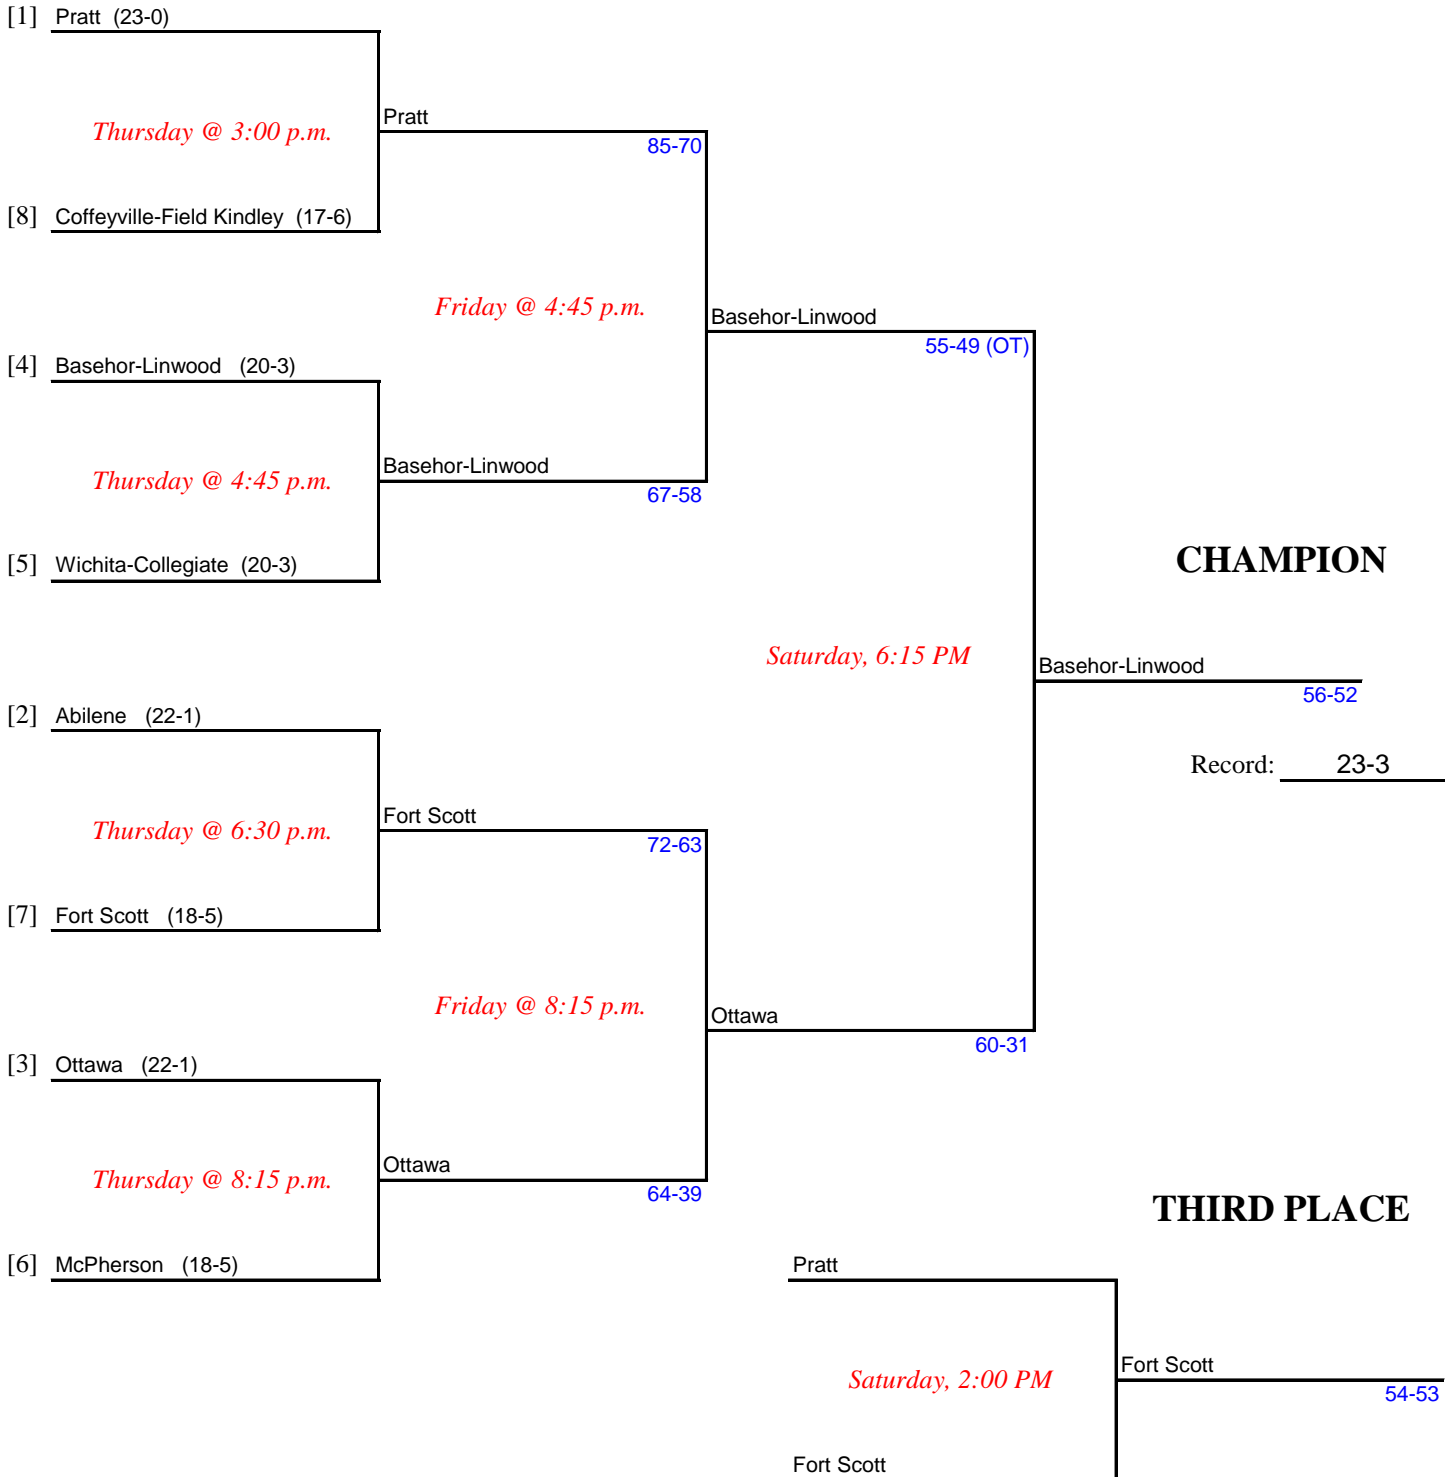 [1] Pratt (23-0)
Pratt
Thursday @ 3:00 p.m.
85-70
[8] Coffeyville-Field Kindley (17-6)
Friday @ 4:45 p.m.
Basehor-Linwood
55-49 (OT)
[4] Basehor-Linwood (20-3)
Basehor-Linwood
Thursday @ 4:45 p.m.
67-58
[5] Wichita-Collegiate (20-3)
CHAMPION
Saturday, 6:15 PM
Basehor-Linwood
56-52
[2] Abilene (22-1)
Record: 23-3
Fort Scott
Thursday @ 6:30 p.m.
72-63
[7] Fort Scott (18-5)
Friday @ 8:15 p.m.
Ottawa
60-31
[3] Ottawa (22-1)
Ottawa
Thursday @ 8:15 p.m.
64-39
THIRD PLACE
[6] McPherson (18-5)
Pratt
Fort Scott
Saturday, 2:00 PM
54-53
Fort Scott